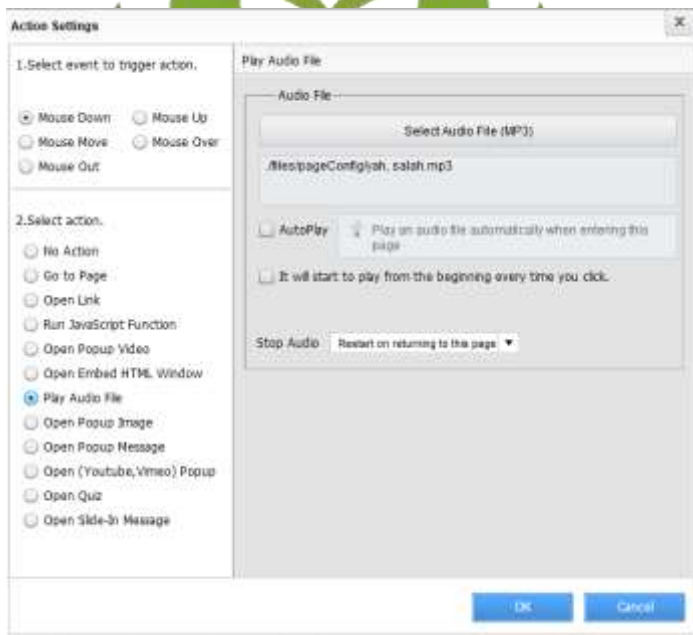 Action Settings
1.Select event to trigger action.
Mouse Down Mouse Up
Mouse Move Mouse Over
Mouse Out
2.Select action.
No Action
Go to Page
Open Link
Run JavaScript Function
Open Popup Video
Open Embed HTML Window
Play Audio File
Open Popup Image
Open Popup Message
Open (Youtube,Vimeo) Popup
Open Quiz
Open Slide-In Message
Play Audio File
Audio File
Select Audio File (MP3)
./files/pageConfig/yah, salah.mp3
AutoPlay
Play an audio file automatically when entering this
page
It will start to play from the beginning every time you click.
Stop Audio Restart on returning to this page
OK Cancel